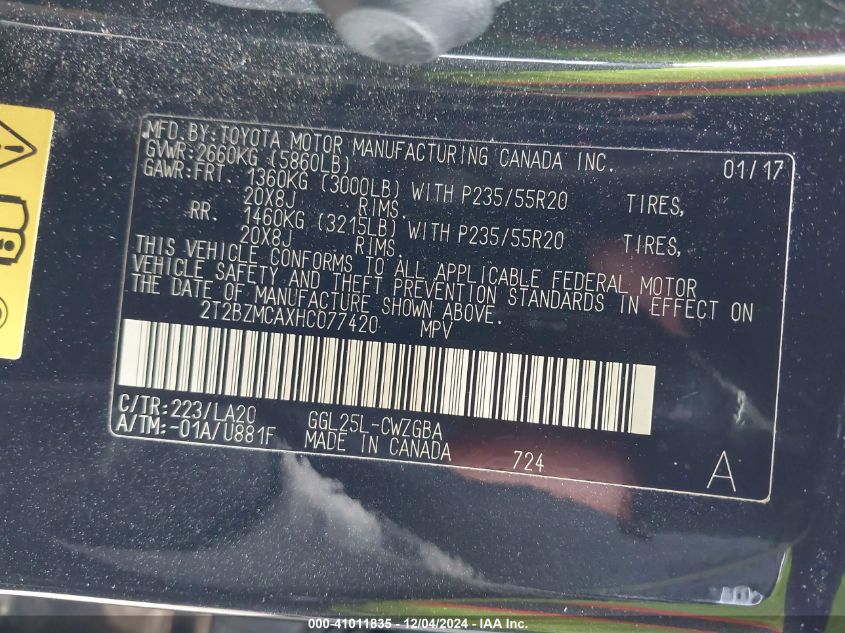 MFD. BY: TOYOTA MOTOR MANUFACTURING CANADA INC. 01/17
GVWR: 2660KG (5860LB)
GAWR: FRT 1360KG (3000LB) WITH P235/55R20 TIRES,
20X8J RIMS.
RR. 1460KG (3215LB) WITH P235/55R20 TIRES,
20X8J RIMS.
THIS VEHICLE CONFORMS TO ALL APPLICABLE FEDERAL MOTOR
VEHICLE SAFETY AND THEFT PREVENTION STANDARDS IN EFFECT ON
THE DATE OF MANUFACTURE SHOWN ABOVE.
2T2BZMCAXHC077420 MPV
C/TR: 223/LA20 GGL25L-CWZGBA
A/TM: -01A/U881F MADE IN CANADA 724 A
000-41011835 - 12/04/2024 - IAA Inc.